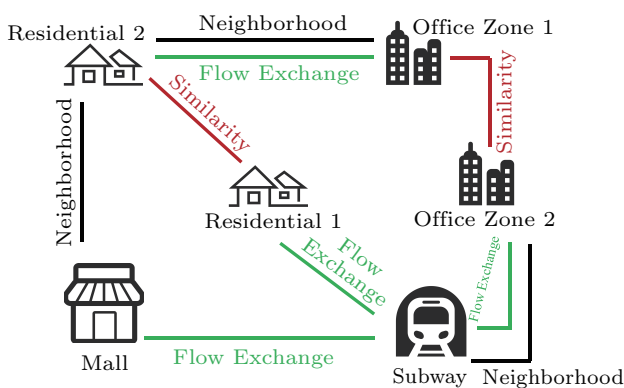 Neighborhood
Office Zone 1
Residential 2
Flow Exchange
Similarity
Similarity
Neighborhood
Residential 1
Office Zone 2
Flow
Exchange
Flow Exchange
Flow Exchange
Mall
Subway
Neighborhood